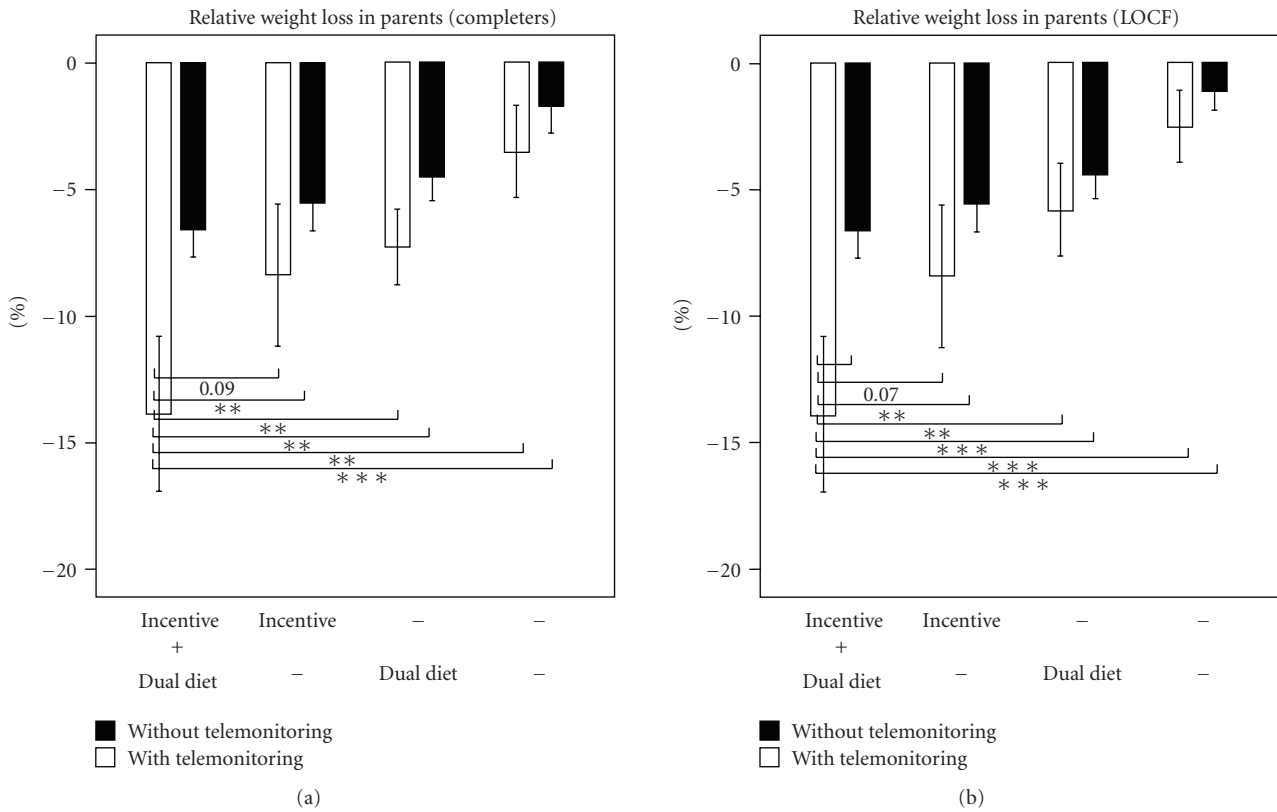 Relative weight loss in parents (completers)
0
−5
−10
−15
−20
(%)
0.09
∗∗
∗∗
∗∗
∗∗
∗∗∗
Incentive
+
Dual diet
Incentive
−
−
Dual diet
−
−
Without telemonitoring
With telemonitoring
(a)
Relative weight loss in parents (LOCF)
0
−5
−10
−15
−20
(%)
0.07
∗∗
∗∗
∗∗∗
∗∗∗
∗∗∗
Incentive
+
Dual diet
Incentive
−
−
Dual diet
−
−
Without telemonitoring
With telemonitoring
(b)